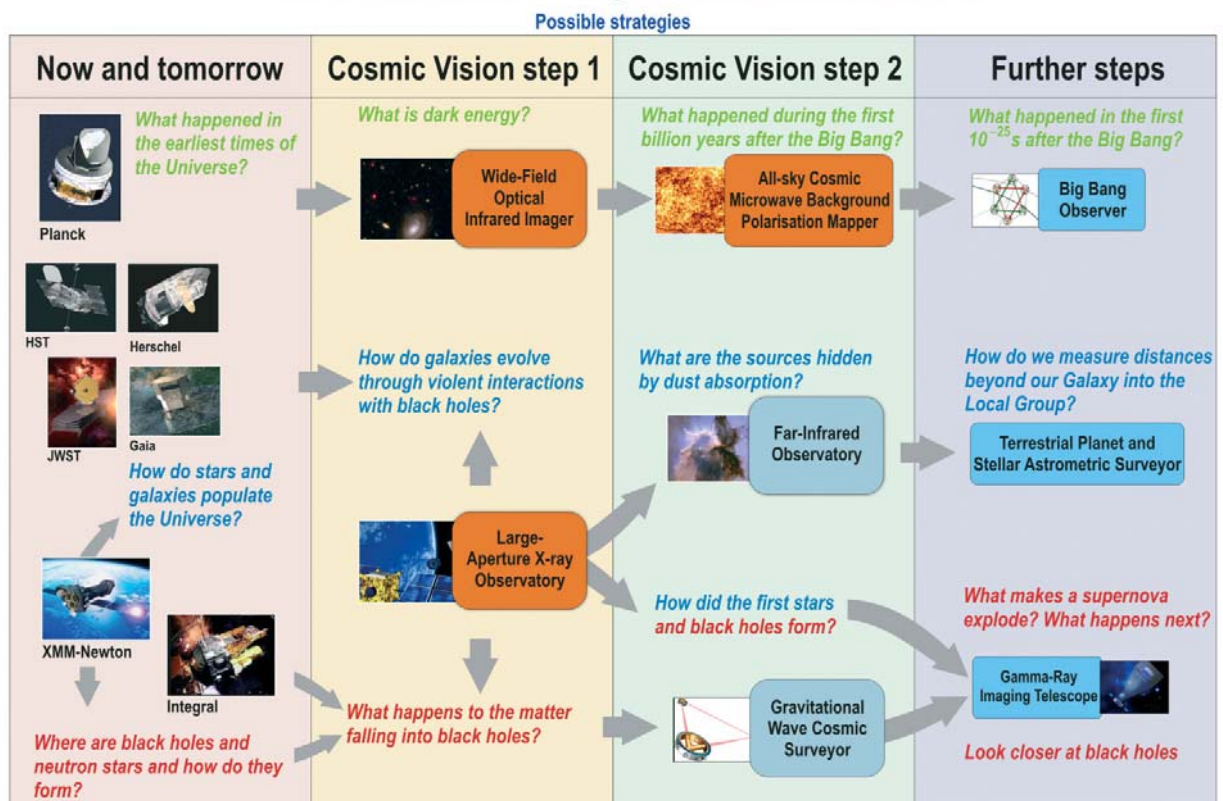 Possible strategies
Now and tomorrow
What happened in
the earliest times of
the Universe?
Planck
HST
Herschel
JWST
Gaia
How do stars and
galaxies populate
the Universe?
XMM-Newton
Integral
Where are black holes and
neutron stars and how do they
form?
Cosmic Vision step 1
What is dark energy?
Wide-Field
Optical
Infrared Imager
How do galaxies evolve
through violent interactions
with black holes?
Large-
Aperture X-ray
Observatory
What happens to the matter
falling into black holes?
Cosmic Vision step 2
What happened during the first
billion years after the Big Bang?
All-sky Cosmic
Microwave Background
Polarisation Mapper
What are the sources hidden
by dust absorption?
Far-Infrared
Observatory
How did the first stars
and black holes form?
Gravitational
Wave Cosmic
Surveyor
Further steps
What happened in the first
10⁻²⁵s after the Big Bang?
Big Bang
Observer
How do we measure distances
beyond our Galaxy into the
Local Group?
Terrestrial Planet and
Stellar Astrometric Surveyor
What makes a supernova
explode? What happens next?
Gamma-Ray
Imaging Telescope
Look closer at black holes